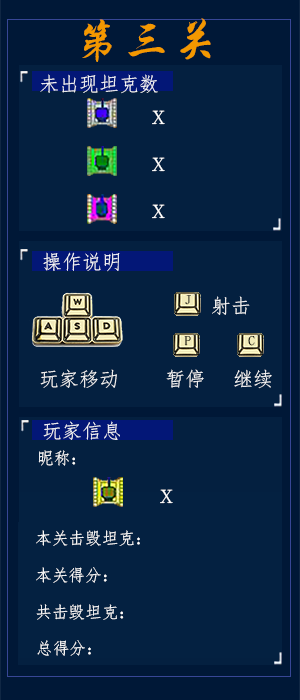 第三关
未出现坦克数
X
X
X
操作说明
W
A S D
J 射击
P C
玩家移动 暂停 继续
玩家信息
昵称:
X
本关击毁坦克:
本关得分:
共击毁坦克:
总得分: